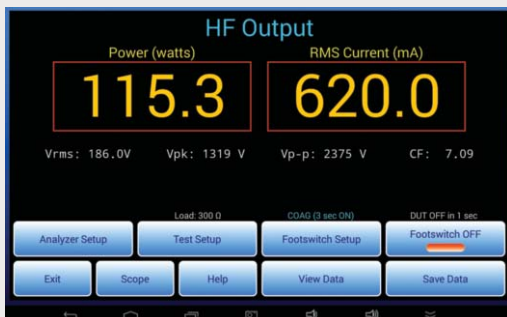 HF Output
Power (watts) RMS Current (mA)
115.3 620.0
Vrms: 186.0V Vpk: 1319 V Vp-p: 2375 V CF: 7.09
Load: 300 Ω COAG (3 sec ON) DUT OFF in 1 sec
Analyzer Setup Test Setup Footswitch Setup Footswitch OFF
Exit Scope Help View Data Save Data